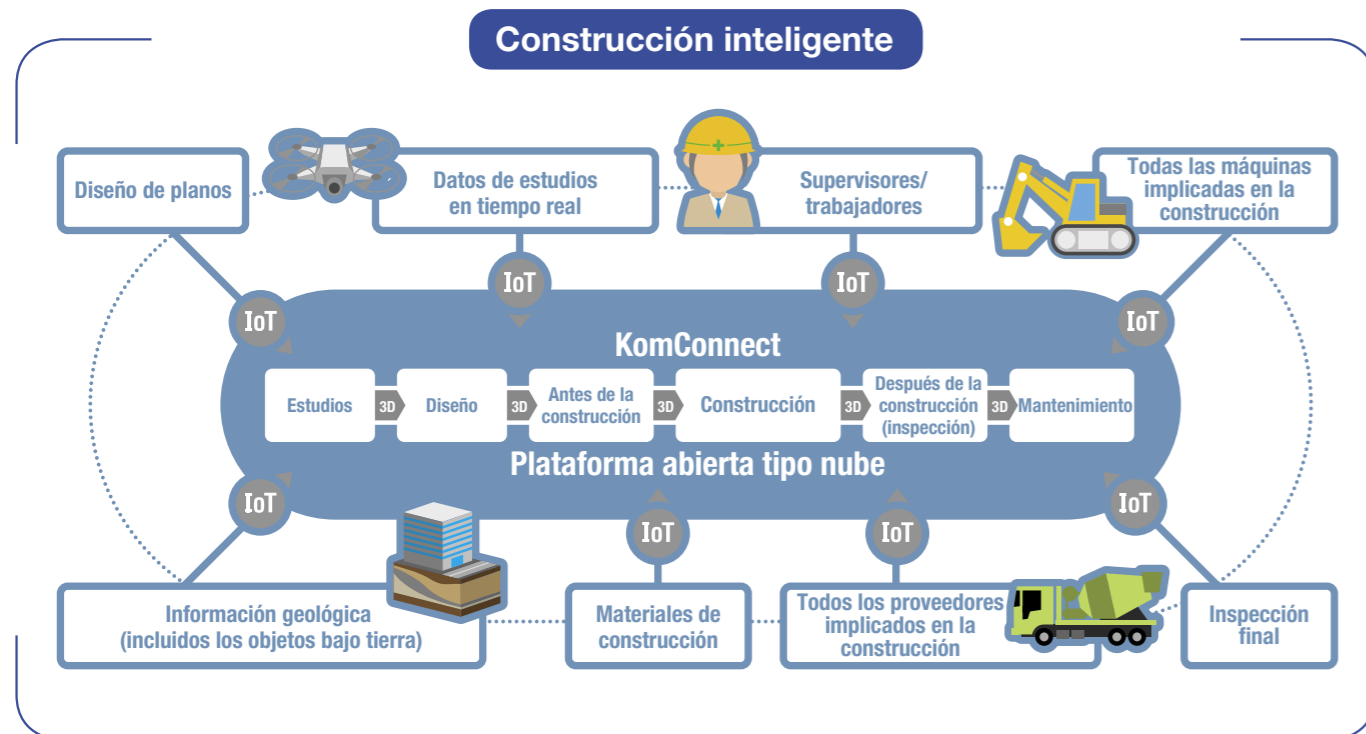 Construcción inteligente
Diseño de planos
Datos de estudios
en tiempo real
Supervisores/
trabajadores
Todas las máquinas
implicadas en la
construcción
IoT
IoT
IoT
IoT
KomConnect
Estudios
3D
Diseño
3D
Antes de la
construcción
3D
Construcción
3D
Después de la
construcción
(inspección)
3D
Mantenimiento
Plataforma abierta tipo nube
IoT
IoT
IoT
IoT
Información geológica
(incluidos los objetos bajo tierra)
Materiales de
construcción
Todos los proveedores
implicados en la
construcción
Inspección
final